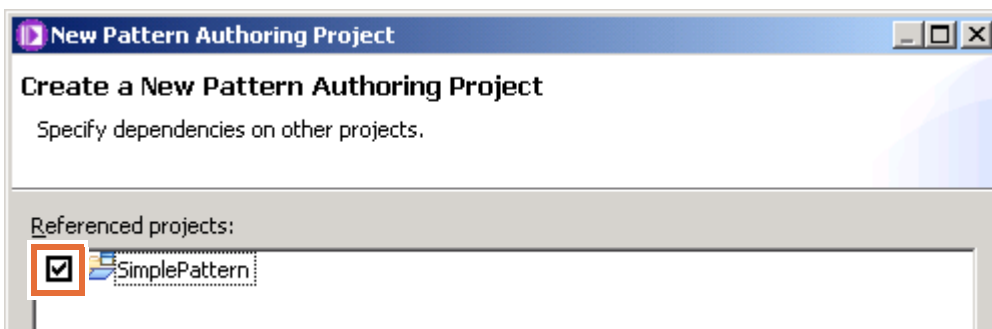 New Pattern Authoring Project
Create a New Pattern Authoring Project
Specify dependencies on other projects.
Referenced projects:
SimplePattern